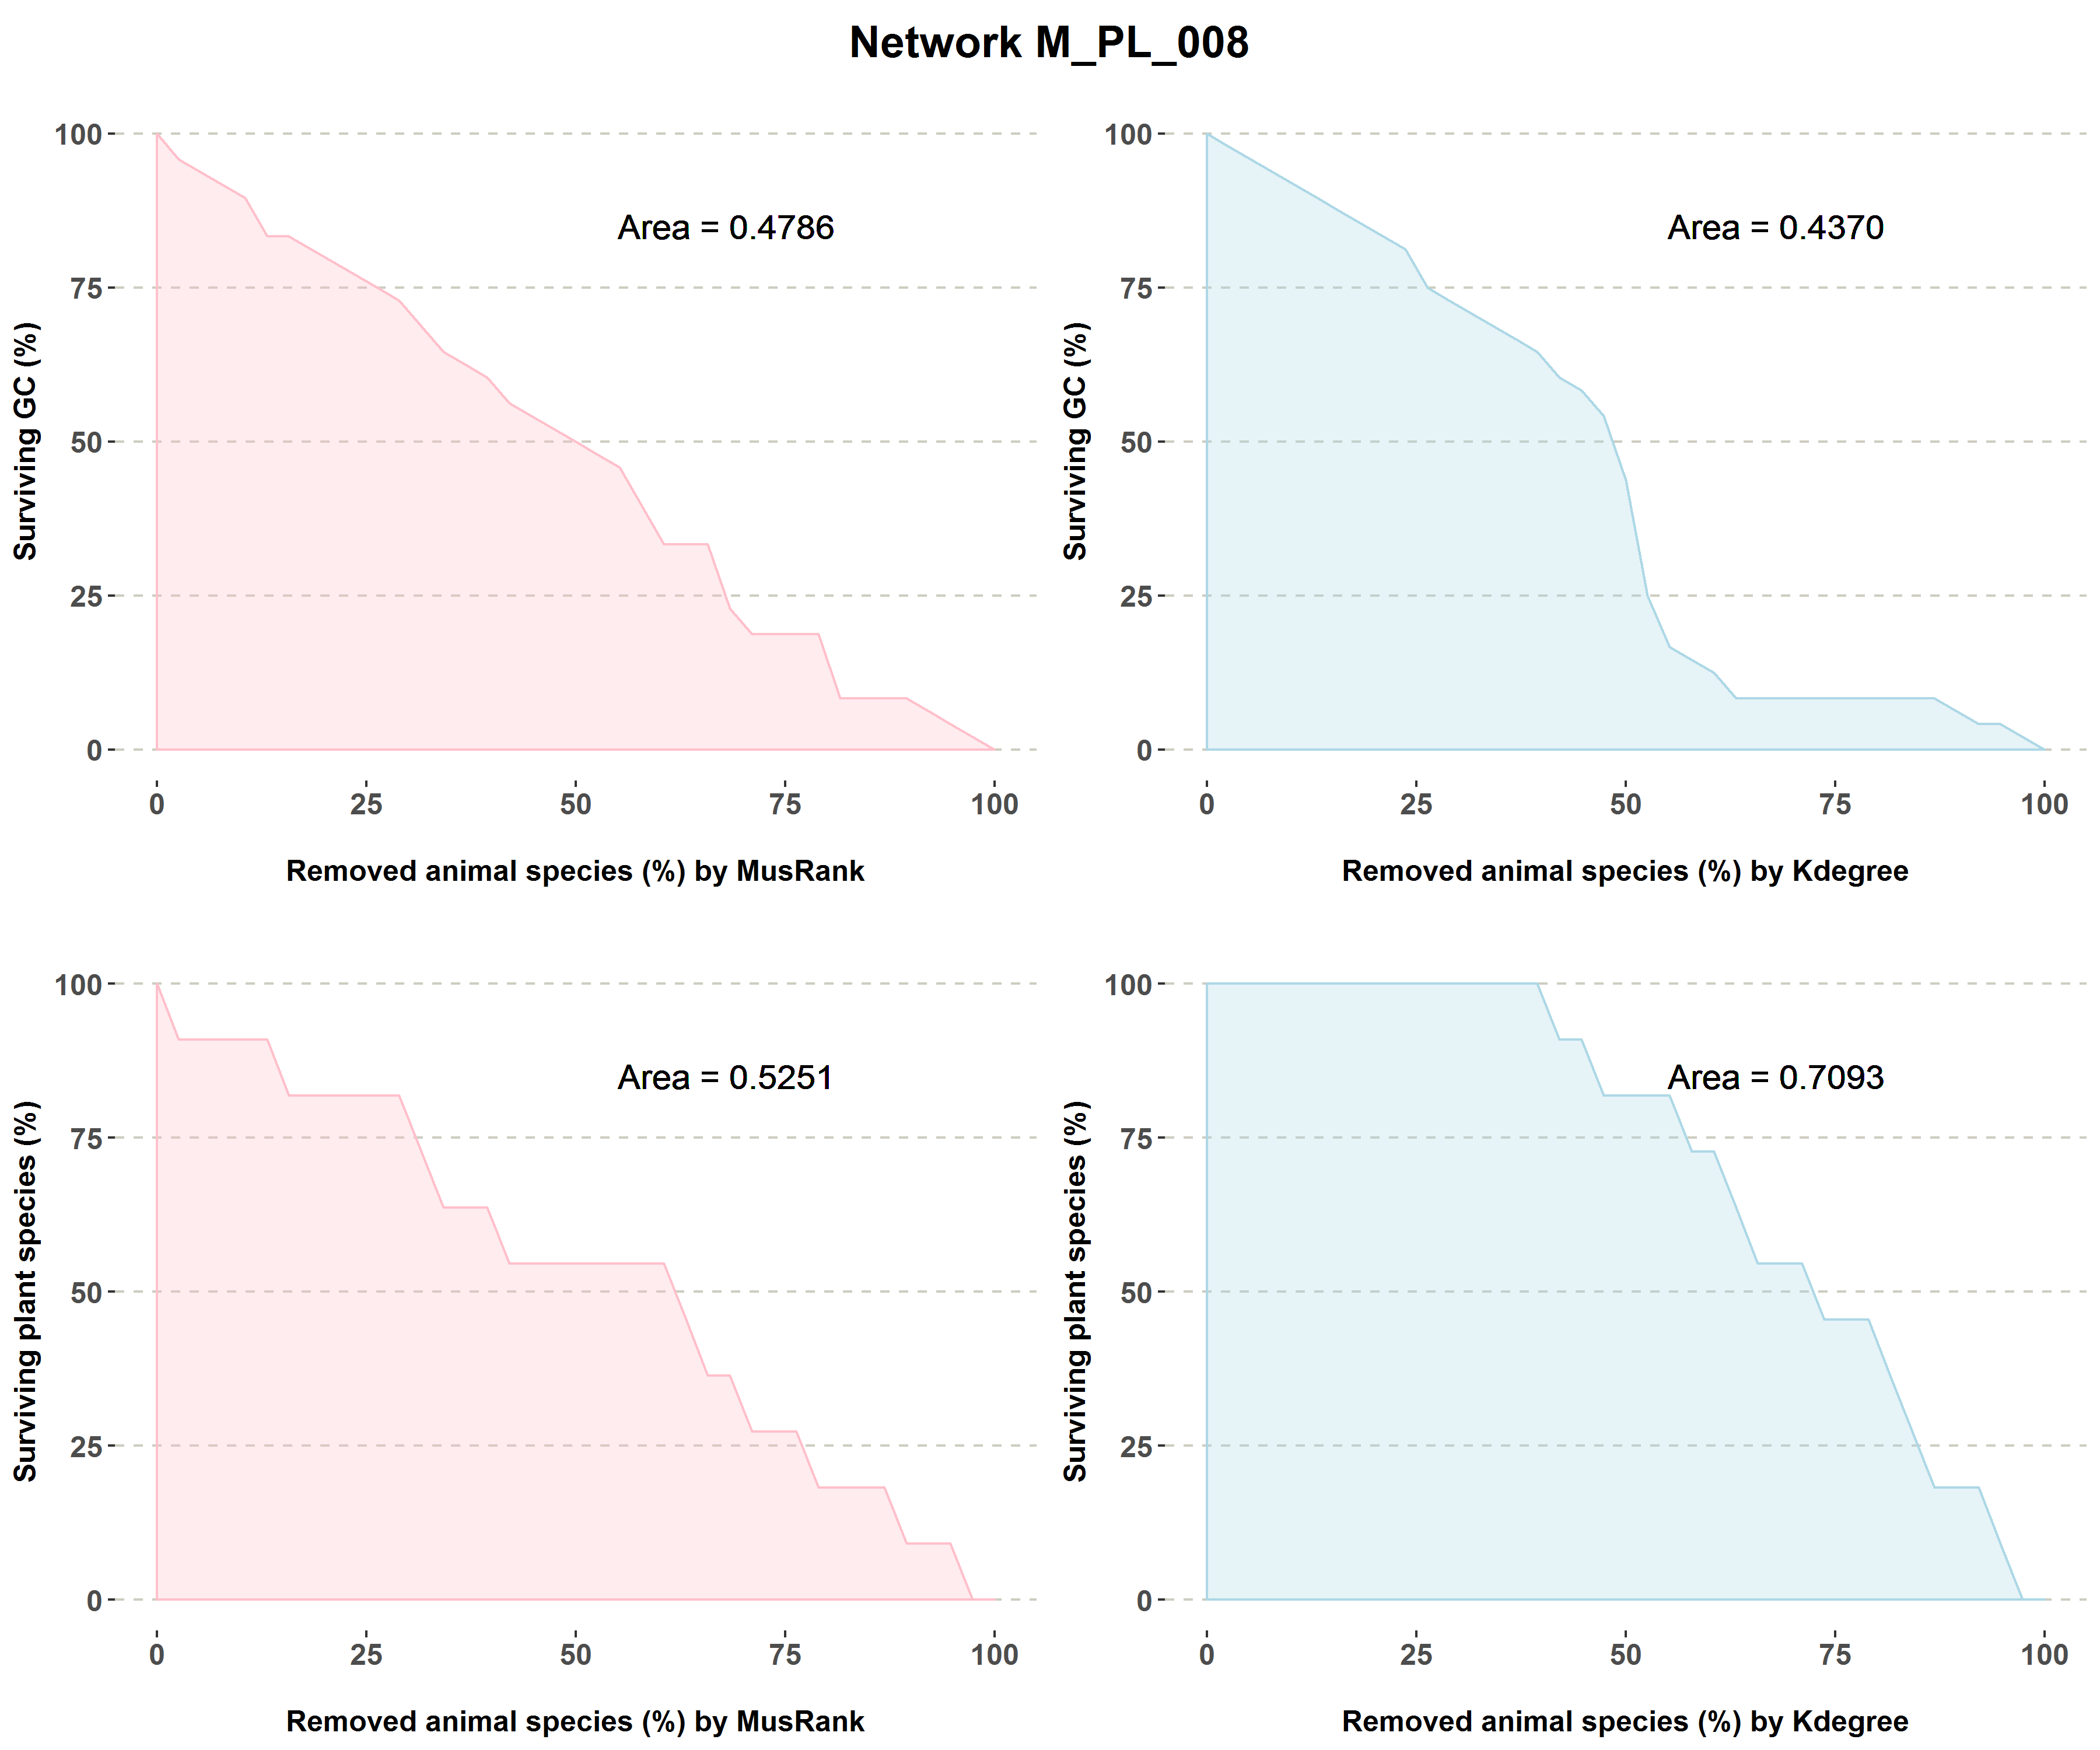 Network M_PL_008
100
75
50
25
0
Surviving GC (%)
Area = 0.4786
0 25 50 75 100
Removed animal species (%) by MusRank
100
75
50
25
0
Surviving GC (%)
Area = 0.4370
0 25 50 75 100
Removed animal species (%) by Kdegree
100
75
50
25
0
Surviving plant species (%)
Area = 0.5251
0 25 50 75 100
Removed animal species (%) by MusRank
100
75
50
25
0
Surviving plant species (%)
Area = 0.7093
0 25 50 75 100
Removed animal species (%) by Kdegree